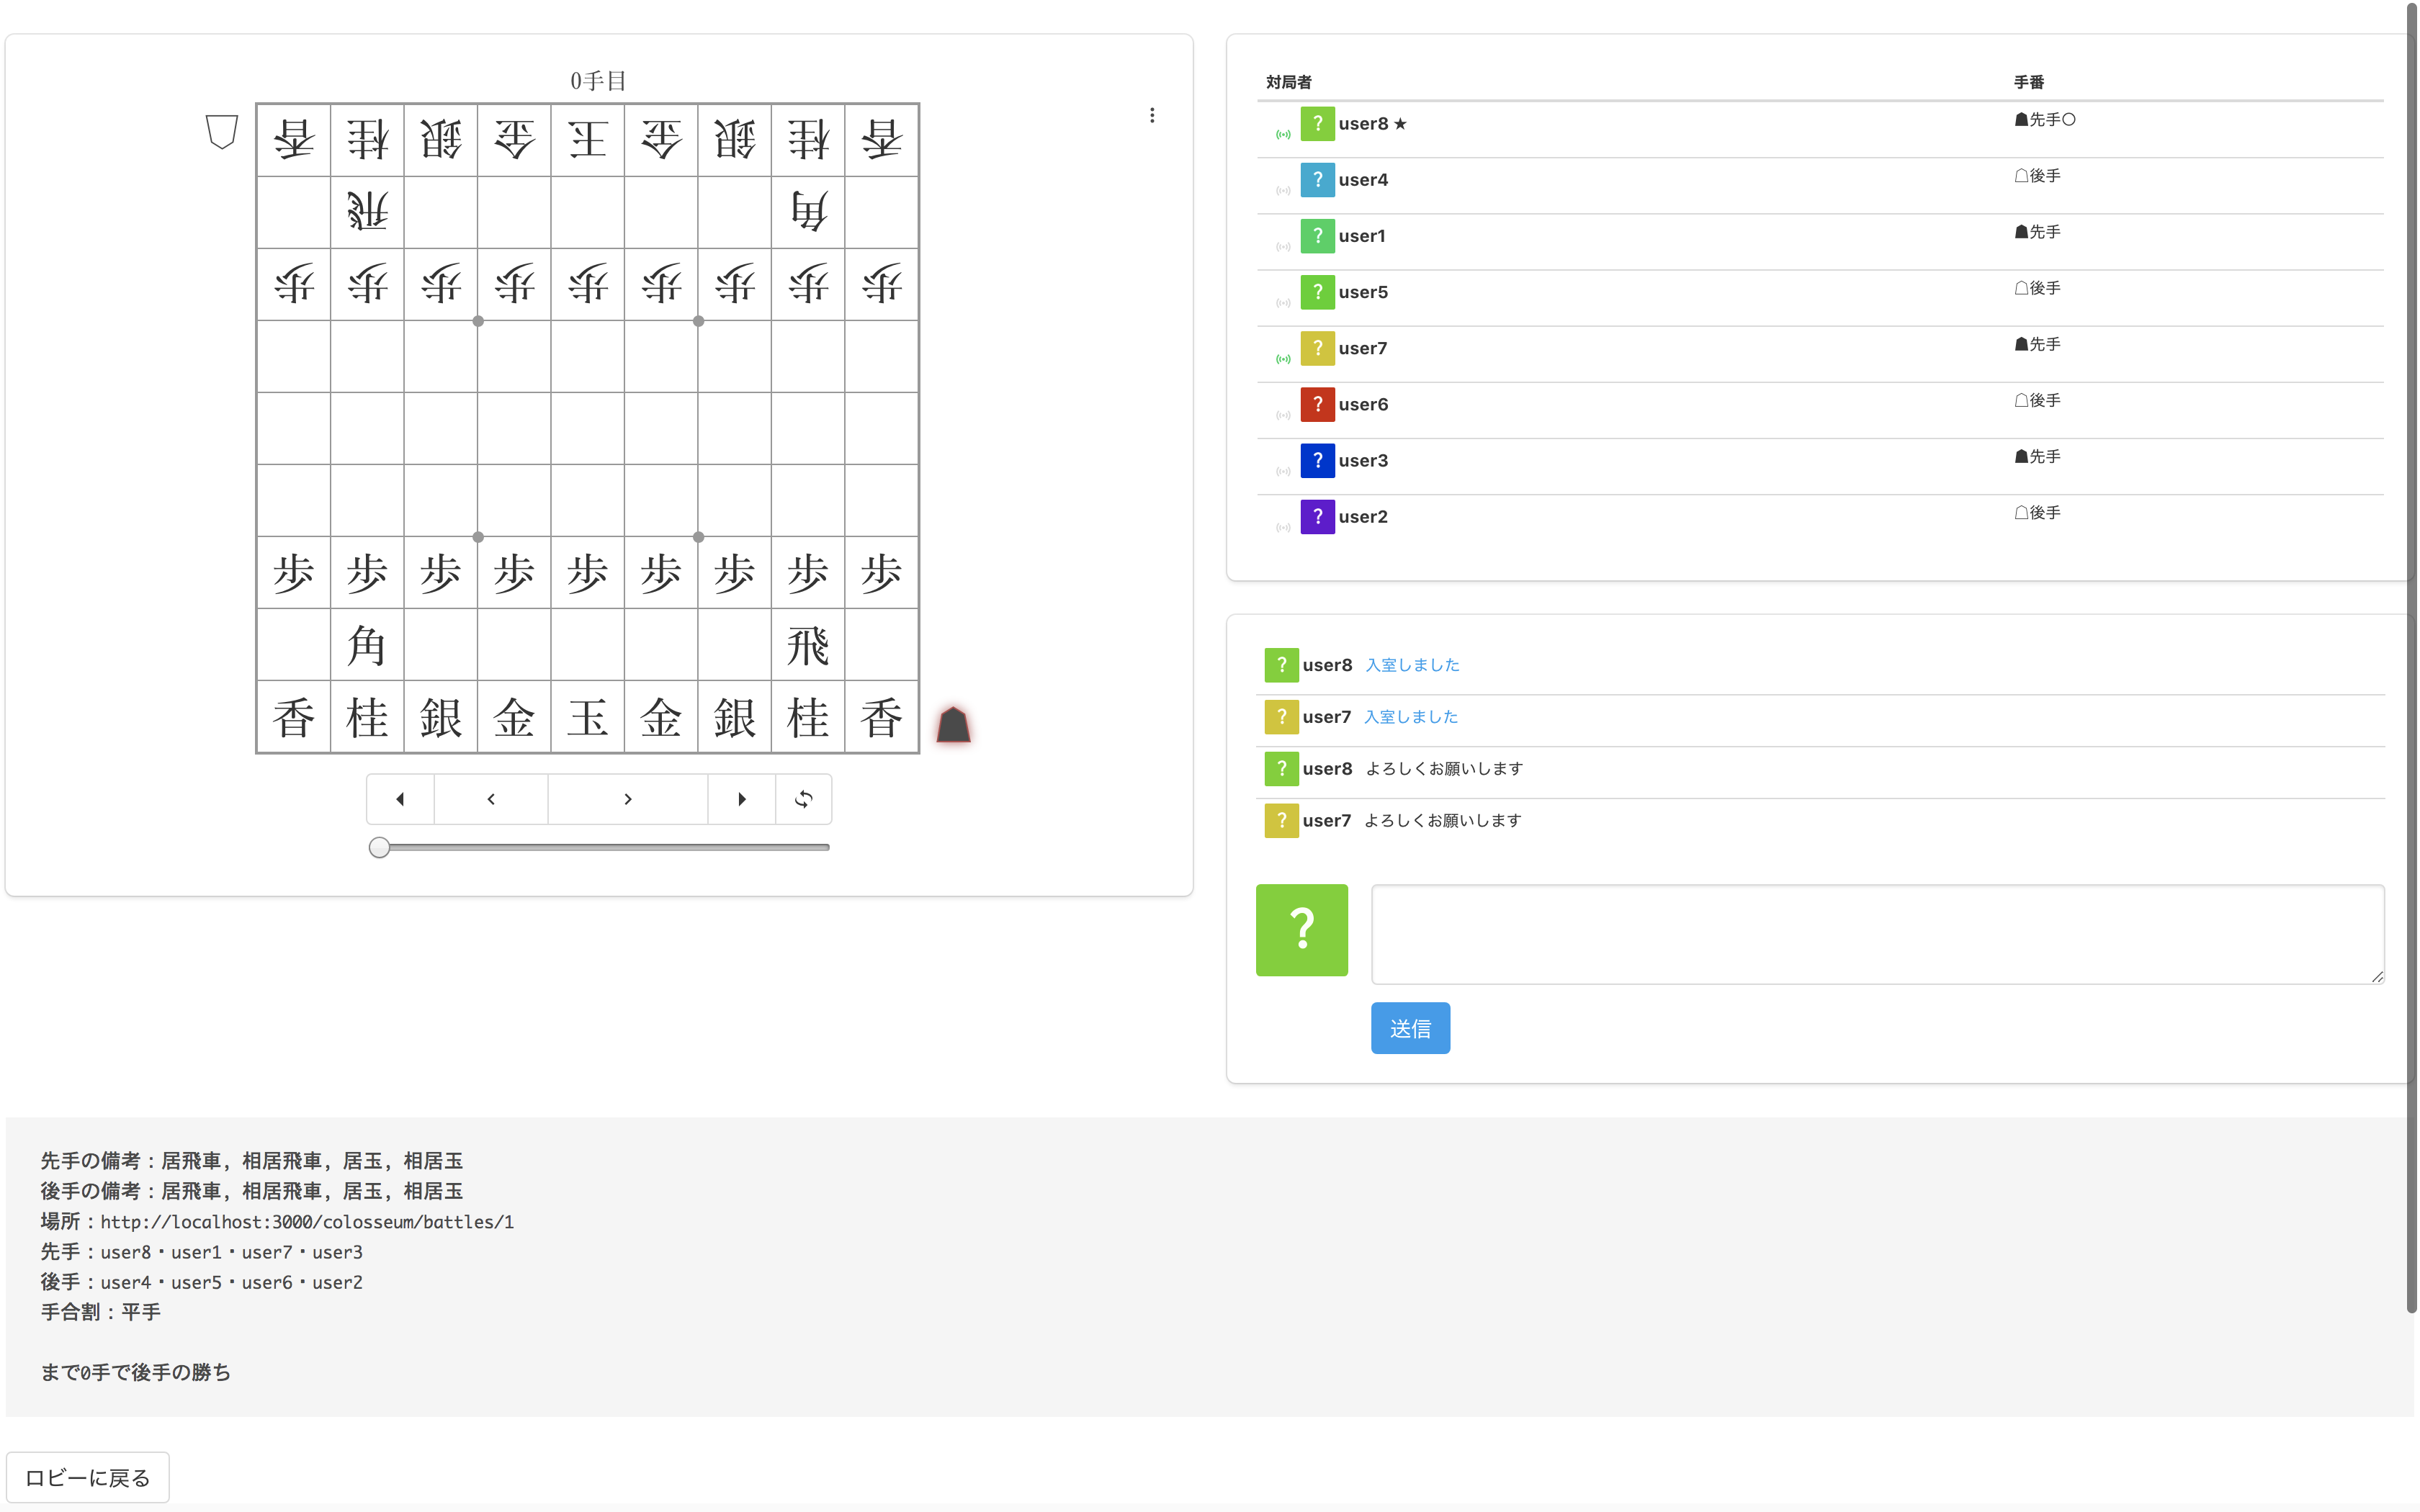 0手目
香桂銀金王金銀桂香
飛角
歩歩歩歩歩歩歩歩歩
歩歩歩歩歩歩歩歩歩
角飛
香桂銀金玉金銀桂香
対局者 手番
? user8 ★ ☗先手○
? user4 ☖後手
? user1 ☗先手
? user5 ☖後手
? user7 ☗先手
? user6 ☖後手
? user3 ☗先手
? user2 ☖後手
? user8 入室しました
? user7 入室しました
? user8 よろしくお願いします
? user7 よろしくお願いします
?
送信
先手の備考：居飛車, 相居飛車, 居玉, 相居玉
後手の備考：居飛車, 相居飛車, 居玉, 相居玉
場所：http://localhost:3000/colosseum/battles/1
先手：user8・user1・user7・user3
後手：user4・user5・user6・user2
手合割：平手
まで0手で後手の勝ち
ロビーに戻る